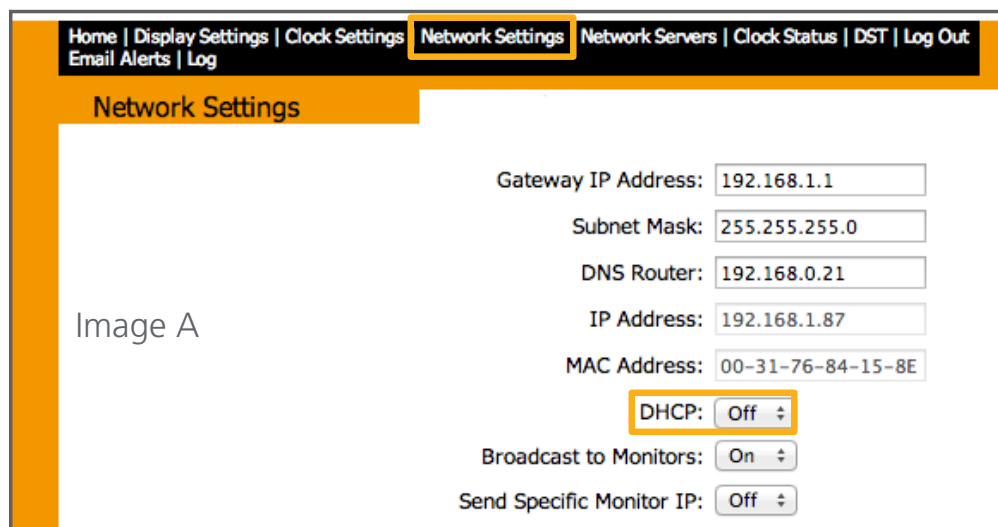 Home | Display Settings | Clock Settings Network Settings Network Servers | Clock Status | DST | Log Out
Email Alerts | Log
Network Settings
Gateway IP Address: 192.168.1.1
Subnet Mask: 255.255.255.0
DNS Router: 192.168.0.21
Image A
IP Address: 192.168.1.87
MAC Address: 00-31-76-84-15-8E
DHCP: Off
Broadcast to Monitors: On
Send Specific Monitor IP: Off